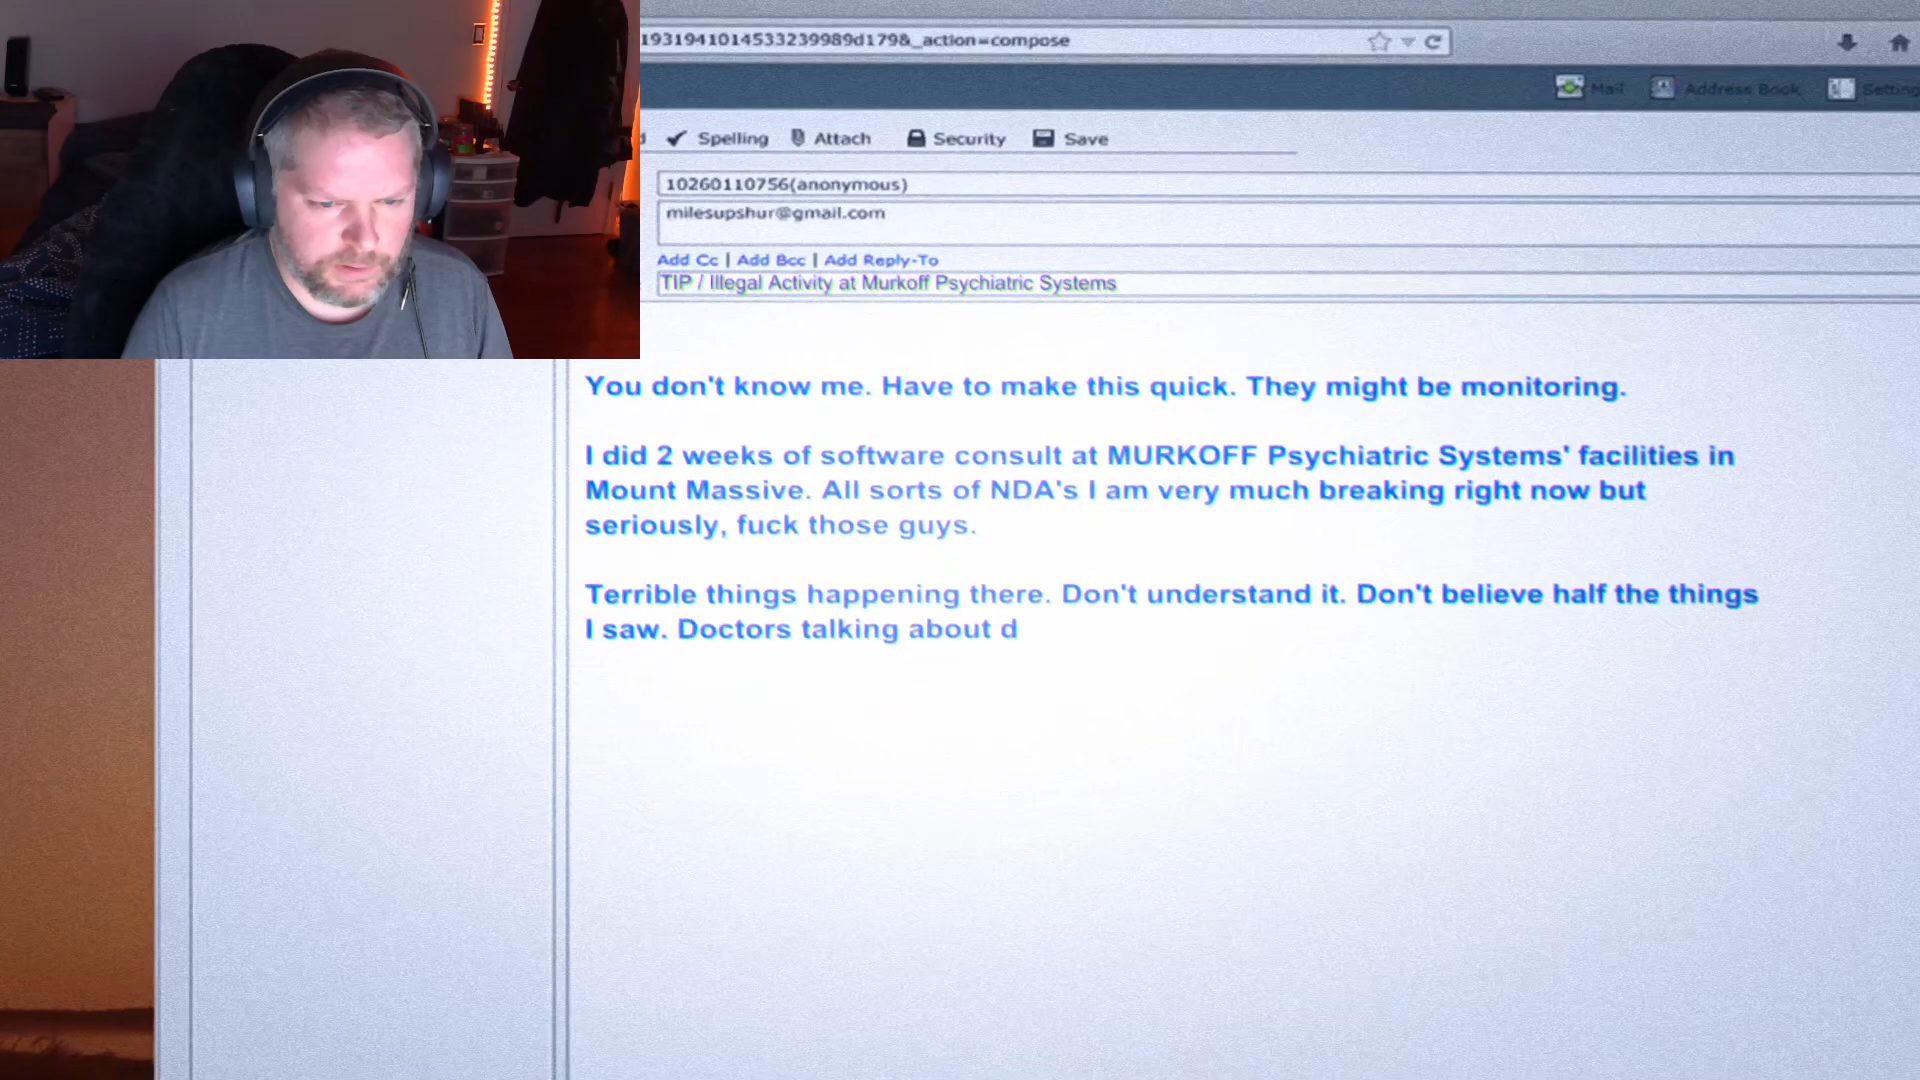 1931941014533239989d179&_action=compose
Mail Address Book Setting
Spelling Attach Security Save
10260110756(anonymous)
milesupshur@gmail.com
Add Cc | Add Bcc | Add Reply-To
TIP / Illegal Activity at Murkoff Psychiatric Systems
You don't know me. Have to make this quick. They might be monitoring.
I did 2 weeks of software consult at MURKOFF Psychiatric Systems' facilities in
Mount Massive. All sorts of NDA's I am very much breaking right now but
seriously, fuck those guys.
Terrible things happening there. Don't understand it. Don't believe half the things
I saw. Doctors talking about d